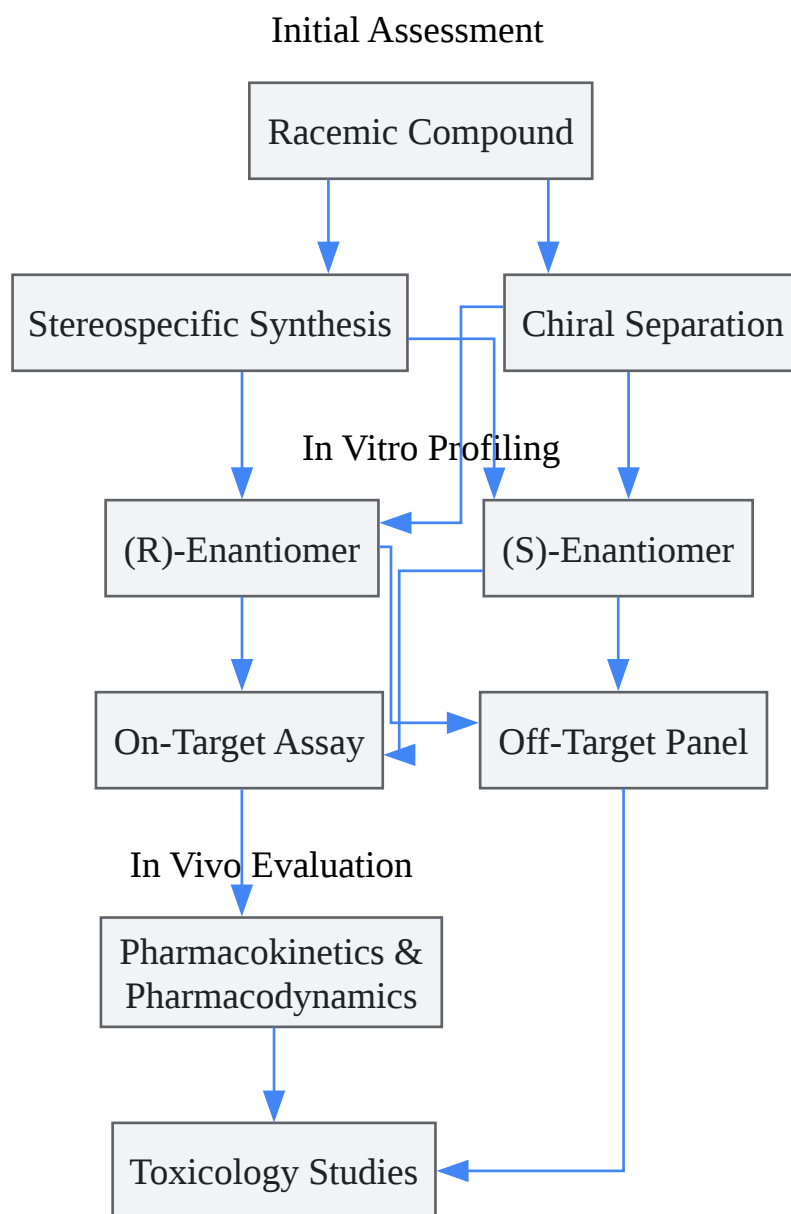 Initial Assessment
Racemic Compound
Stereospecific Synthesis
Chiral Separation
In Vitro Profiling
(R)-Enantiomer
(S)-Enantiomer
On-Target Assay
Off-Target Panel
In Vivo Evaluation
Pharmacokinetics &
Pharmacodynamics
Toxicology Studies